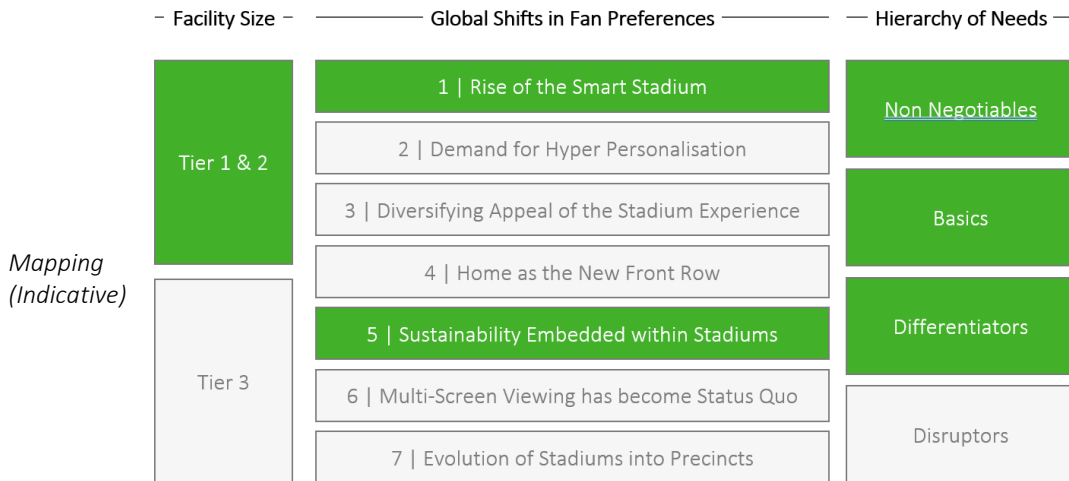 Facility Size
Global Shifts in Fan Preferences
Hierarchy of Needs
Mapping
(Indicative)
Tier 1 & 2
Tier 3
1 | Rise of the Smart Stadium
2 | Demand for Hyper Personalisation
3 | Diversifying Appeal of the Stadium Experience
4 | Home as the New Front Row
5 | Sustainability Embedded within Stadiums
6 | Multi-Screen Viewing has become Status Quo
7 | Evolution of Stadiums into Precincts
Non Negotiables
Basics
Differentiators
Disruptors